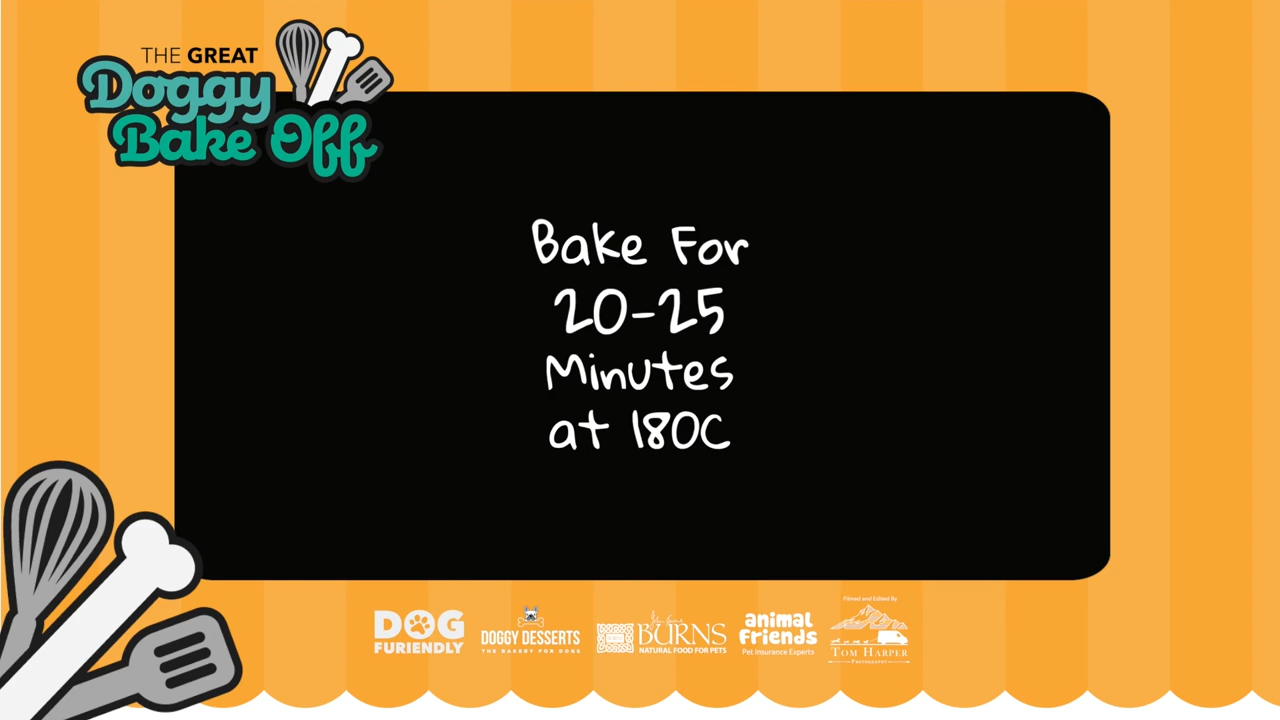 THE GREAT
Doggy
Bake Off
Bake For
20-25
Minutes
at 180C
DOG
FURIENDLY
DOGGY DESSERTS
THE BAKERY FOR DOGS
BURNS
NATURAL FOOD FOR PETS
animal
friends
Pet Insurance Experts
Filmed and Edited By
TOM HARPER
PHOTOGRAPHY